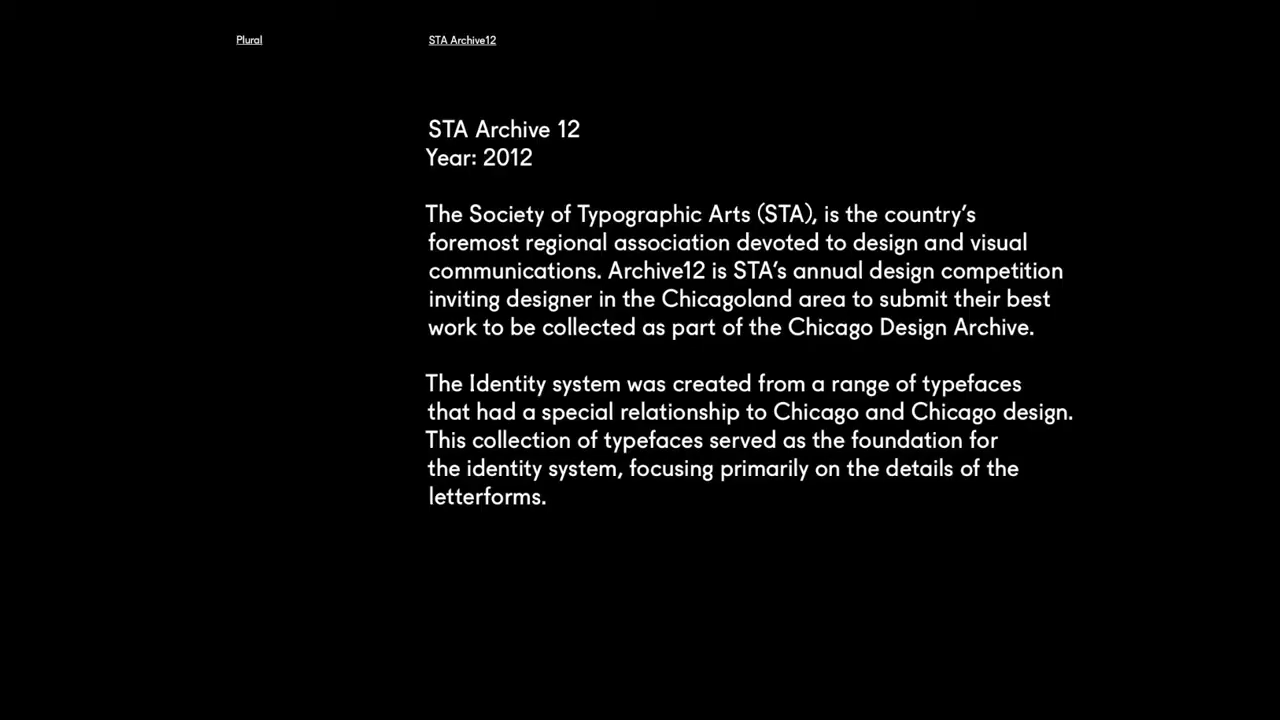 Plural
STA Archive12
STA Archive 12
Year: 2012
The Society of Typographic Arts (STA), is the country’s
foremost regional association devoted to design and visual
communications. Archive12 is STA’s annual design competition
inviting designer in the Chicagoland area to submit their best
work to be collected as part of the Chicago Design Archive.
The Identity system was created from a range of typefaces
that had a special relationship to Chicago and Chicago design.
This collection of typefaces served as the foundation for
the identity system, focusing primarily on the details of the
letterforms.